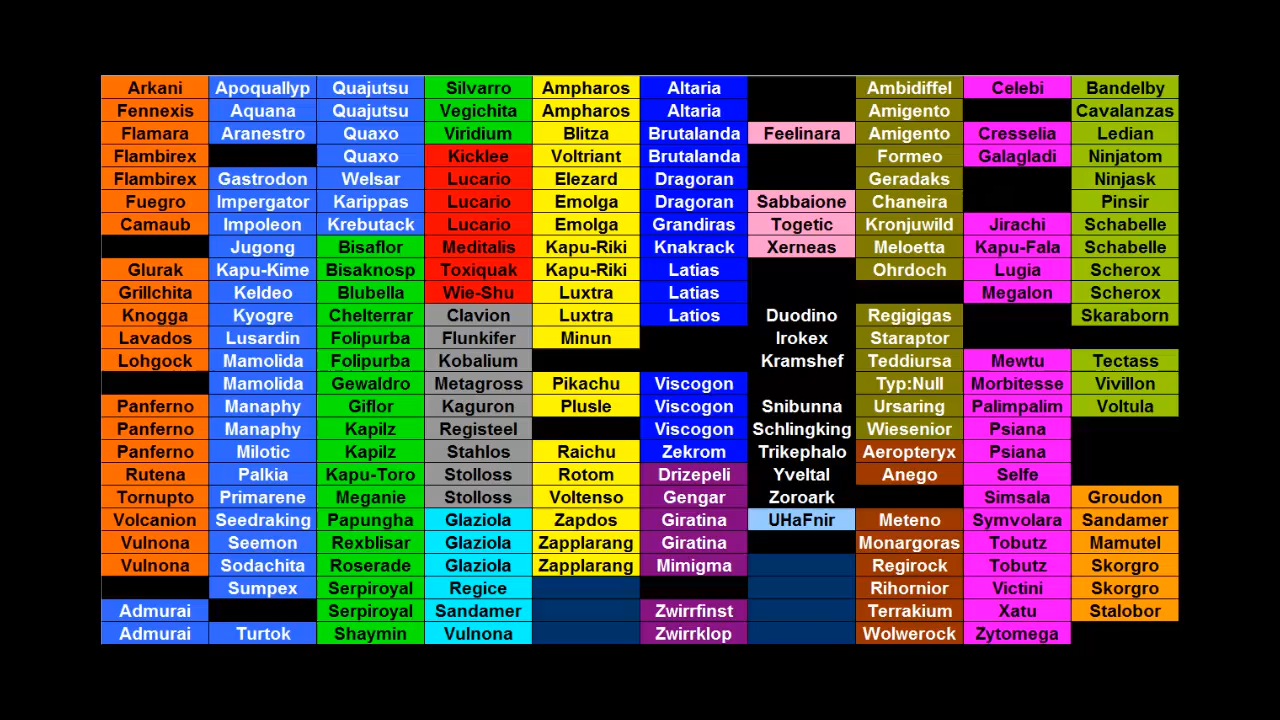 Arkani Apoquallyp Quajutsu Silvarro Ampharos Altaria Ambidiffel Celebi Bandelby
Fennexis Aquana Quajutsu Vegichita Ampharos Altaria Amigento Cavalanzas
Flamara Aranestro Quaxo Viridium Blitza Brutalanda Feelinara Amigento Cresselia Ledian
Flambirex Quaxo Kicklee Voltriant Brutalanda Formeo Galagladi Ninjatom
Flambirex Gastrodon Welsar Lucario Elezard Dragoran Geradaks Ninjask
Fuegro Impergator Karippas Lucario Emolga Dragoran Sabbaione Chaneira Pinsir
Camaub Impoleon Krebutack Lucario Emolga Grandiras Togetic Kronjuwild Jirachi Schabelle
Jugong Bisaflor Meditalis Kapu-Riki Knakrack Xerneas Meloetta Kapu-Fala Schabelle
Glurak Kapu-Kime Bisaknosp Toxiquak Kapu-Riki Latias Ohrdoch Lugia Scherox
Grillchita Keldeo Blubella Wie-Shu Luxtra Latias Megalon Scherox
Knogga Kyogre Chelterrar Clavion Luxtra Latios Duodino Regigigas Skaraborn
Lavados Lusardin Folipurba Flunkifer Minun Irokex Staraptor
Lohgock Mamolida Folipurba Kobalium Kramshef Teddiursa Mewtu Tectass
Mamolida Gewaldro Metagross Pikachu Viscogon Typ:Null Morbitesse Vivillon
Panferno Manaphy Giflor Kaguron Plusle Viscogon Snibunna Ursaring Palimpalim Voltula
Panferno Manaphy Kapilz Registeel Viscogon Schlingking Wiesenior Psiana
Panferno Milotic Kapilz Stahlos Raichu Zekrom Trikephalo Aeropteryx Psiana
Rutena Palkia Kapu-Toro Stolloss Rotom Drizepeli Yveltal Anego Selfe
Tornupto Primarene Meganie Stolloss Voltenso Gengar Zoroark Simsala Groudon
Volcanion Seedraking Papungha Glaziola Zapdos Giratina UHaFnir Meteno Symvolara Sandamer
Vulnona Seemon Rexblisar Glaziola Zapplarang Giratina Monargoras Tobutz Mamutel
Vulnona Sodachita Roserade Glaziola Zapplarang Mimigma Regirock Tobutz Skorgro
Sumpex Serpiroyal Regice Rihornior Victini Skorgro
Admurai Serpiroyal Sandamer Zwirrfinst Terrakium Xatu Stalobor
Admurai Turtok Shaymin Vulnona Zwirrklop Wolwerock Zytomega